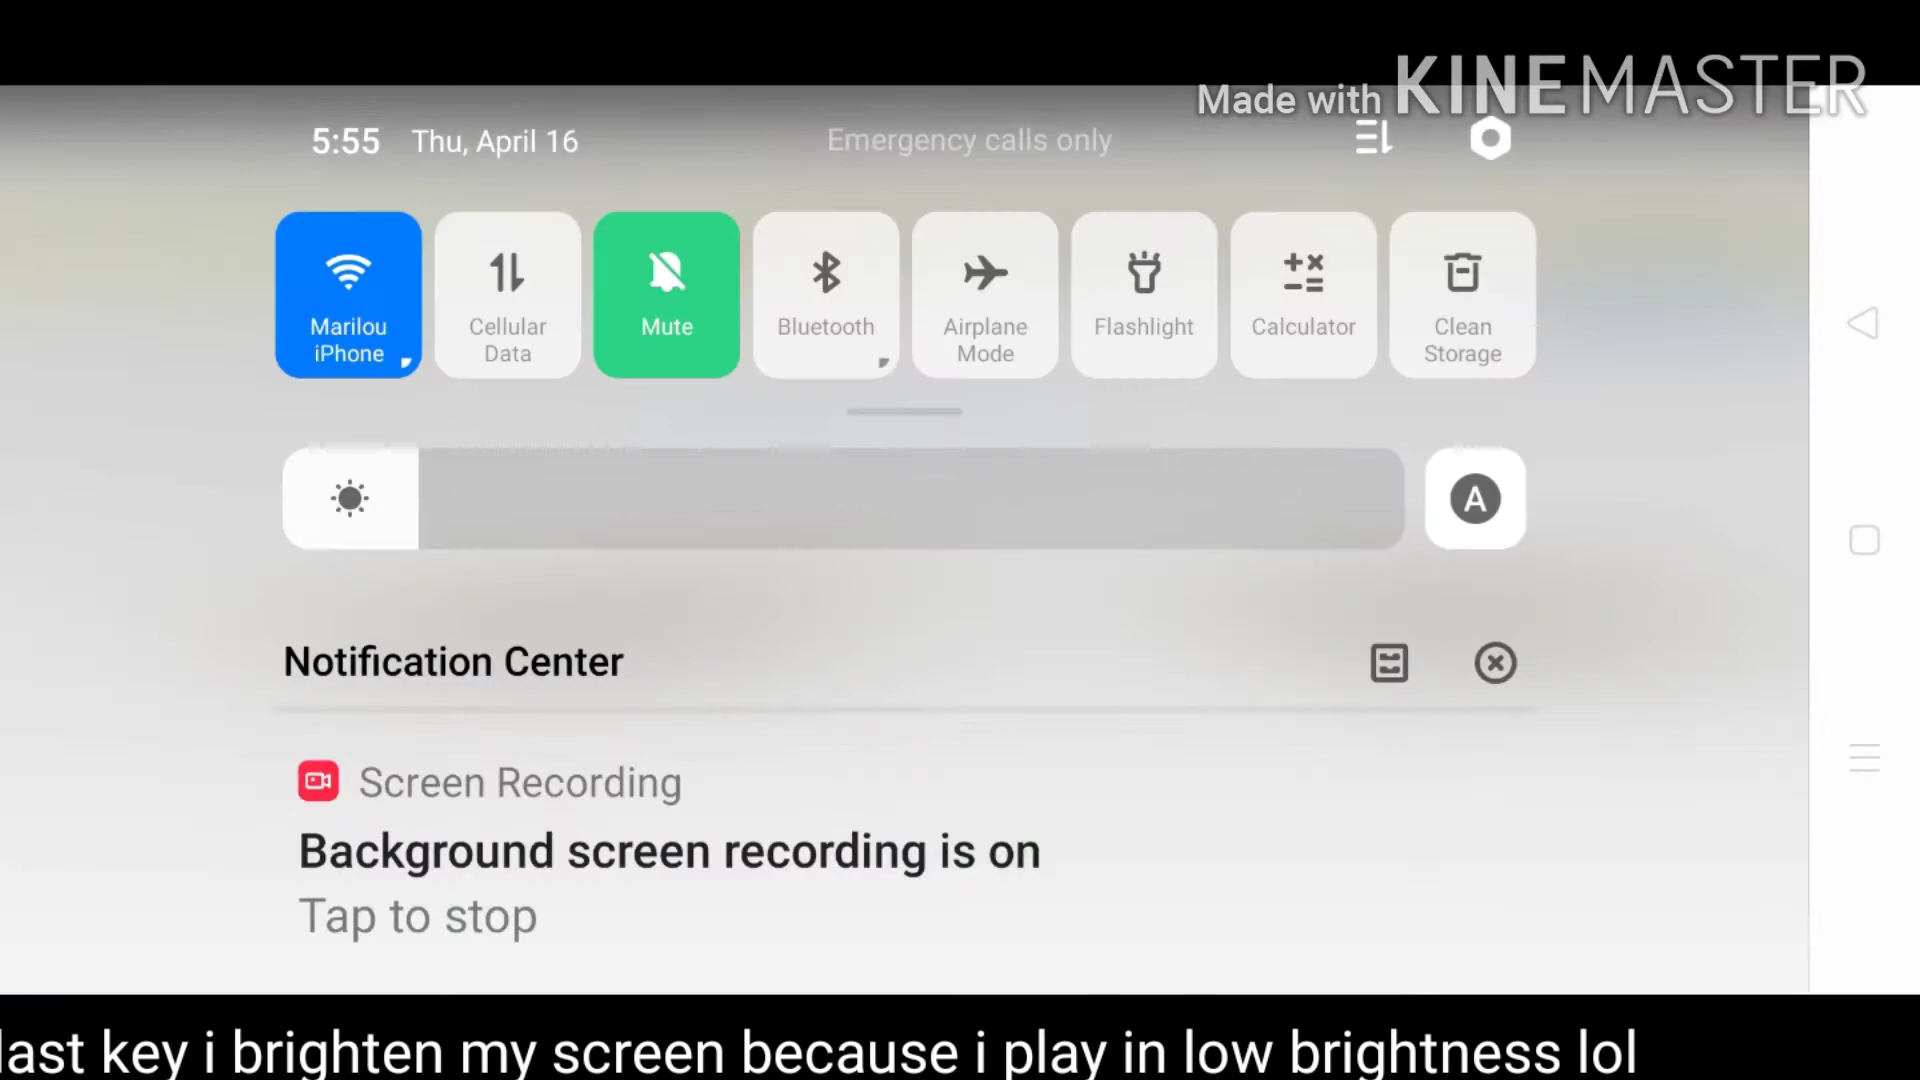 Made with KINEMASTER
5:55 Thu, April 16 Emergency calls only
Marilou iPhone
Cellular Data
Mute
Bluetooth
Airplane Mode
Flashlight
Calculator
Clean Storage
A
Notification Center
Screen Recording
Background screen recording is on
Tap to stop
last key i brighten my screen because i play in low brightness lol